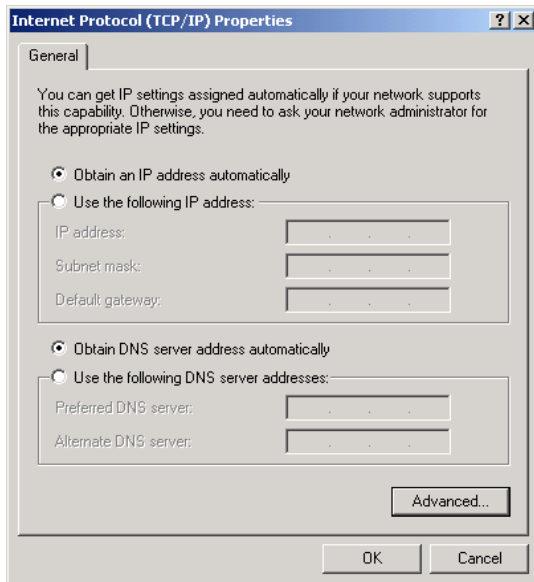 Internet Protocol (TCP/IP) Properties
General
You can get IP settings assigned automatically if your network supports
this capability. Otherwise, you need to ask your network administrator for
the appropriate IP settings.
Obtain an IP address automatically
Use the following IP address:
IP address:
Subnet mask:
Default gateway:
Obtain DNS server address automatically
Use the following DNS server addresses:
Preferred DNS server:
Alternate DNS server:
Advanced...
OK
Cancel